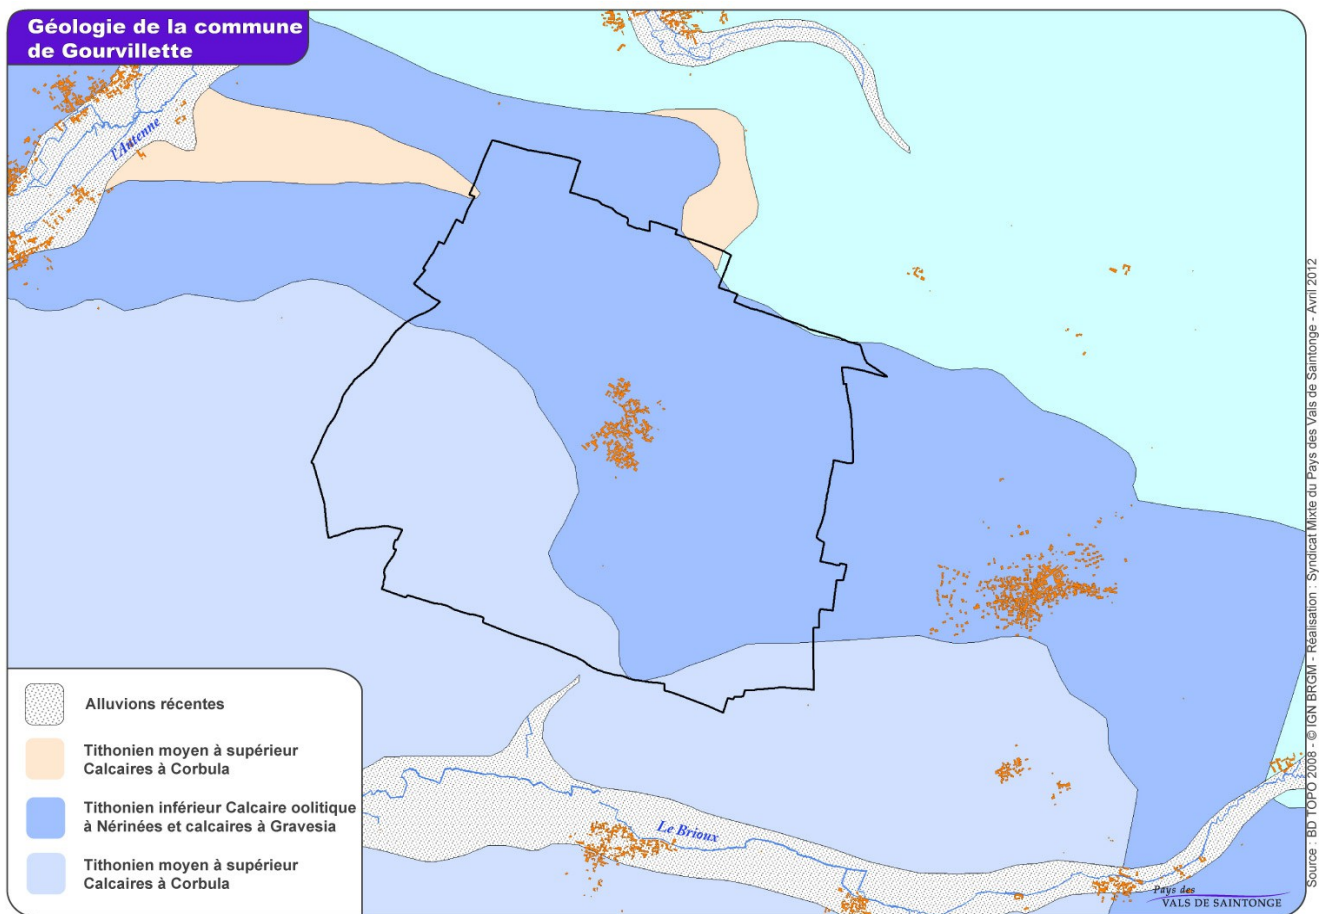 Géologie de la commune
de Gourvillette
l'Antenne
Alluvions récentes
Tithonien moyen à supérieur
Calcaires à Corbula
Tithonien inférieur Calcaire oolitique
à Nérinées et calcaires à Gravesia
Tithonien moyen à supérieur
Calcaires à Corbula
Le Brioux
Pays des
VALS DE SAINTONGE
Source : BD TOPO 2008 - © IGN BRGM - Réalisation : Syndicat Mixte du Pays des Vals de Saintonge - Avril 2012